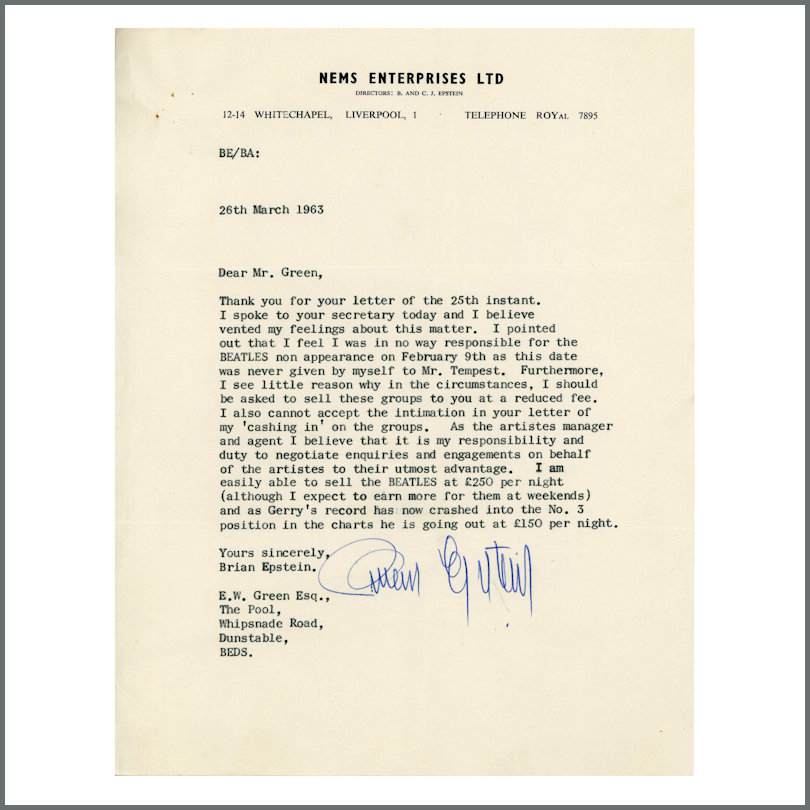 NEMS ENTERPRISES LTD
DIRECTORS: B. AND C. J. EPSTEIN
12-14 WHITECHAPEL, LIVERPOOL, 1 TELEPHONE ROYAL 7895
BE/BA:
26th March 1963
Dear Mr. Green,
Thank you for your letter of the 25th instant.
I spoke to your secretary today and I believe
vented my feelings about this matter. I pointed
out that I feel I was in no way responsible for the
BEATLES non appearance on February 9th as this date
was never given by myself to Mr. Tempest. Furthermore,
I see little reason why in the circumstances, I should
be asked to sell these groups to you at a reduced fee.
I also cannot accept the intimation in your letter of
my 'cashing in' on the groups. As the artistes manager
and agent I believe that it is my responsibility and
duty to negotiate enquiries and engagements on behalf
of the artistes to their utmost advantage. I am
easily able to sell the BEATLES at £250 per night
(although I expect to earn more for them at weekends)
and as Gerry's record has now crashed into the No. 3
position in the charts he is going out at £150 per night.
Yours sincerely,
Brian Epstein.
Brian Epstein
E.W. Green Esq.,
The Pool,
Whipsnade Road,
Dunstable,
BEDS.